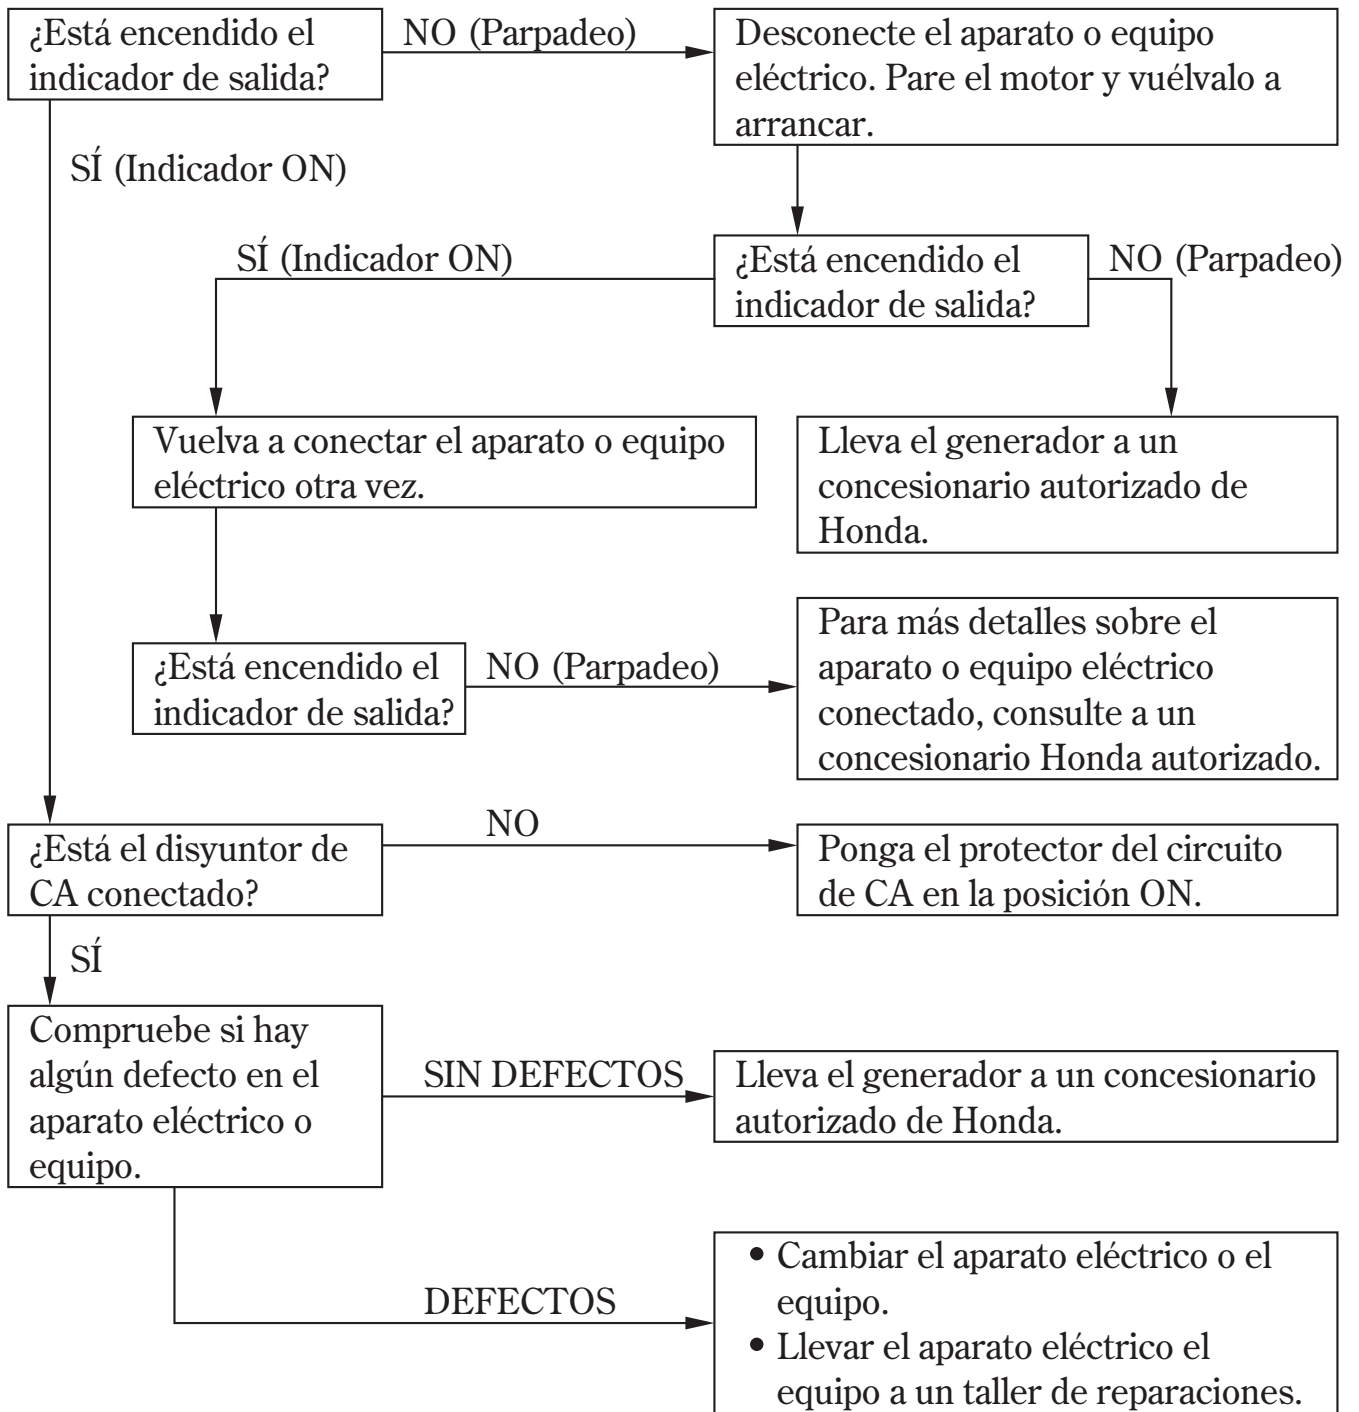 ¿Está encendido el
indicador de salida?
NO (Parpadeo)
Desconecte el aparato o equipo
eléctrico. Pare el motor y vuélvalo a
arrancar.
SÍ (Indicador ON)
SÍ (Indicador ON)
¿Está encendido el
indicador de salida?
NO (Parpadeo)
Vuelva a conectar el aparato o equipo
eléctrico otra vez.
Lleva el generador a un
concesionario autorizado de
Honda.
¿Está encendido el
indicador de salida?
NO (Parpadeo)
Para más detalles sobre el
aparato o equipo eléctrico
conectado, consulte a un
concesionario Honda autorizado.
¿Está el disyuntor de
CA conectado?
NO
Ponga el protector del circuito
de CA en la posición ON.
SÍ
Compruebe si hay
algún defecto en el
aparato eléctrico o
equipo.
SIN DEFECTOS
Lleva el generador a un concesionario
autorizado de Honda.
DEFECTOS
• Cambiar el aparato eléctrico o el
equipo.
• Llevar el aparato eléctrico el
equipo a un taller de reparaciones.